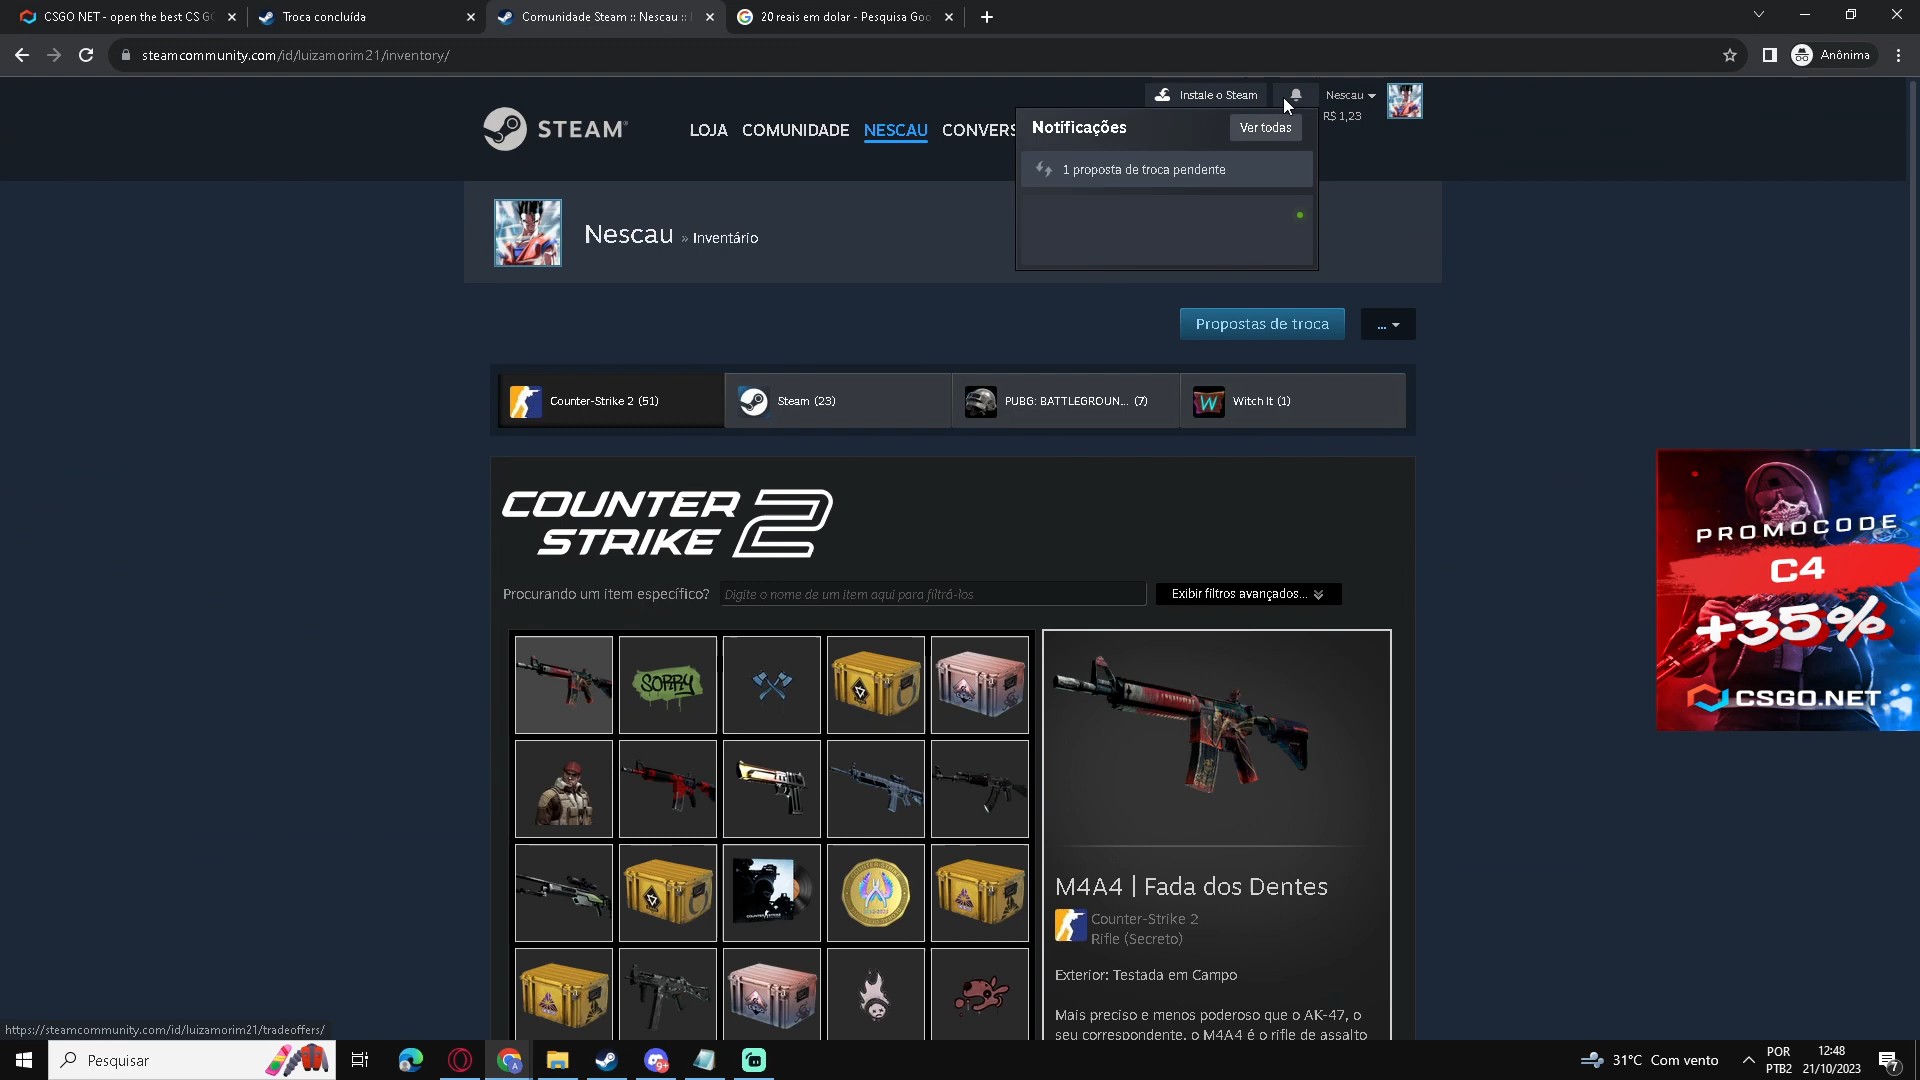 CSGO NET - open the best CS G
Troca concluída
Comunidade Steam :: Nescau ::
20 reais em dolar - Pesquisa Goo
steamcommunity.com/id/luizamorim21/inventory/
Anônima
Instale o Steam
Nescau
R$ 1,23
STEAM®
LOJA
COMUNIDADE
NESCAU
CONVERS
Notificações
Ver todas
1 proposta de troca pendente
Nescau » Inventário
Propostas de troca
...
Counter-Strike 2 (51)
Steam (23)
PUBG: BATTLEGROUN... (7)
Witch It (1)
COUNTER
STRIKE 2
Procurando um item específico?
Digite o nome de um item aqui para filtrá-los
Exibir filtros avançados...
SORRY
PROMOCODE
C4
+35%
CSGO.NET
M4A4 | Fada dos Dentes
Counter-Strike 2
Rifle (Secreto)
Exterior: Testada em Campo
Mais preciso e menos poderoso que o AK-47, o
seu correspondente, o M4A4 é o rifle de assalto
https://steamcommunity.com/id/luizamorim21/tradeoffers/
Pesquisar
9+
31°C Com vento
POR
PTB2
12:48
21/10/2023
7